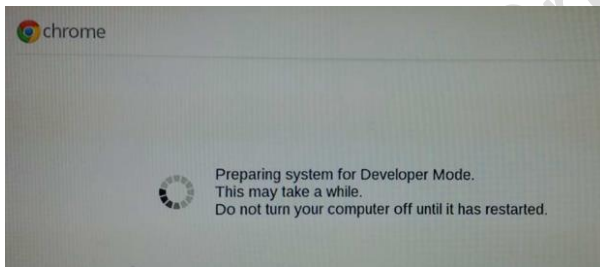 chrome
Preparing system for Developer Mode.
This may take a while.
Do not turn your computer off until it has restarted.